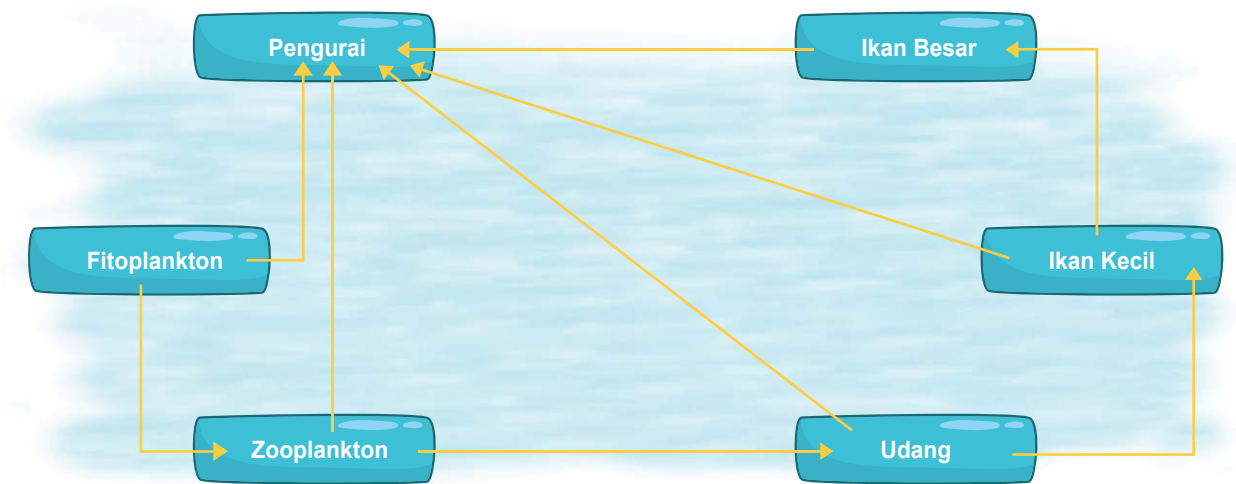 Pengurai
Ikan Besar
Fitoplankton
Ikan Kecil
Zooplankton
Udang